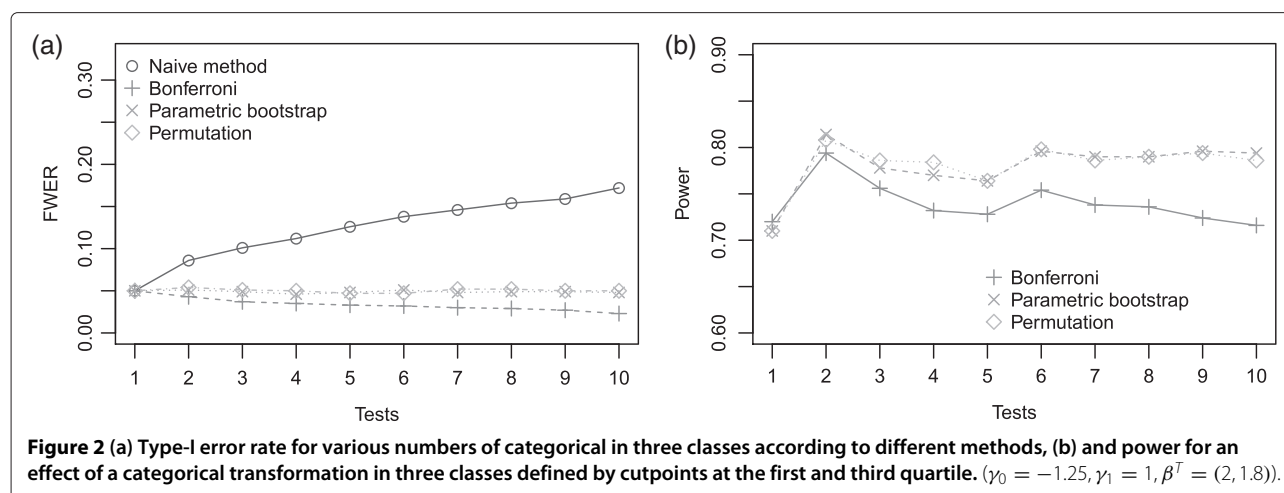 (a)
Naive method
Bonferroni
Parametric bootstrap
Permutation
FWER
0.30
0.20
0.10
0.00
1 2 3 4 5 6 7 8 9 10
Tests
(b)
Power
0.90
0.80
0.70
0.60
Bonferroni
Parametric bootstrap
Permutation
1 2 3 4 5 6 7 8 9 10
Tests
Figure 2 (a) Type-I error rate for various numbers of categorical in three classes according to different methods, (b) and power for an
effect of a categorical transformation in three classes defined by cutpoints at the first and third quartile. (γ0 = −1.25, γ1 = 1, βT = (2, 1.8)).